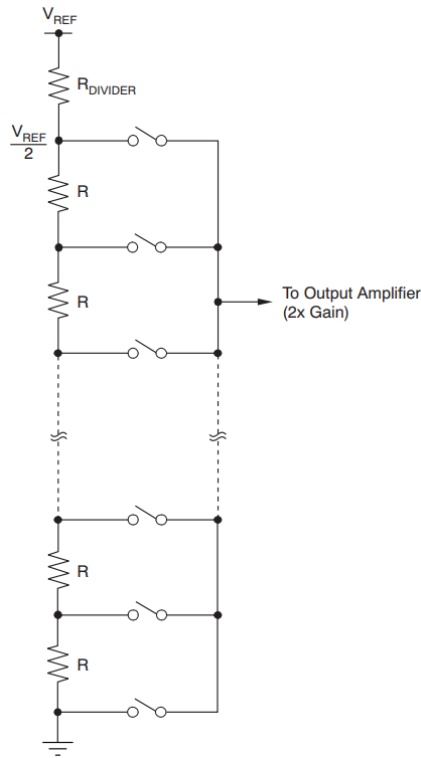 VREF
RDIVIDER
VREF
2
R
R
To Output Amplifier
(2x Gain)
R
R